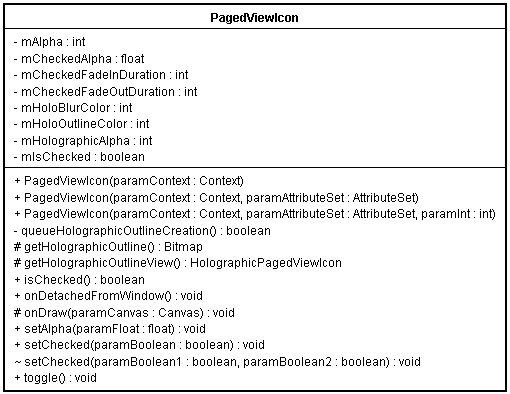 PagedViewIcon
- mAlpha : int
- mCheckedAlpha : float
- mCheckedFadeInDuration : int
- mCheckedFadeOutDuration : int
- mHoloBlurColor : int
- mHoloOutlineColor : int
- mHolographicAlpha : int
- mIsChecked : boolean
+ PagedViewIcon(paramContext : Context)
+ PagedViewIcon(paramContext : Context, paramAttributeSet : AttributeSet)
+ PagedViewIcon(paramContext : Context, paramAttributeSet : AttributeSet, paramInt : int)
- queueHolographicOutlineCreation() : boolean
# getHolographicOutline() : Bitmap
# getHolographicOutlineView() : HolographicPagedViewIcon
+ isChecked() : boolean
+ onDetachedFromWindow() : void
# onDraw(paramCanvas : Canvas) : void
+ setAlpha(paramFloat : float) : void
+ setChecked(paramBoolean : boolean) : void
~ setChecked(paramBoolean1 : boolean, paramBoolean2 : boolean) : void
+ toggle() : void